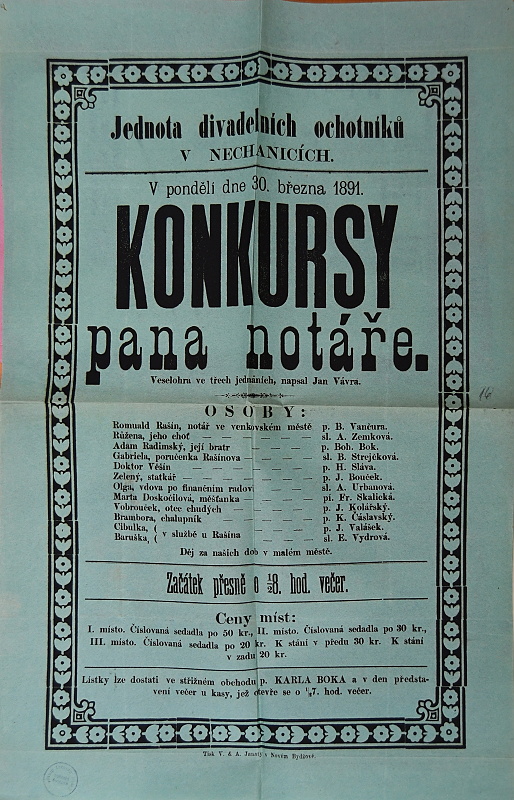 Jednota divadelních ochotníků
V NECHANICÍCH.
V pondělí dne 30. března 1891.
KONKURSY
pana notáře.
Veselohra ve třech jednáních, napsal Jan Vávra.
OSOBY:
Romuald Rašín, notář ve venkovském městě p. B. Vančura.
Růžena, jeho choť — — — — sl. A. Zemková.
Adam Radimský, její bratr — — — — p. Boh. Bok.
Gabriela, poručenka Rašínova — — — — sl. B. Strejčková.
Doktor Věšín — — — — p. H. Sláva.
Zelený, statkář — — — — p. J. Bouček.
Olga, vdova po finančním radovi — — — sl. A. Urbanová.
Marta Doskočilová, měšťanka — — — — pí. Fr. Skalická.
Vobrouček, otec chudých — — — — p. J. Kolářský.
Brambora, chalupník — — — — p. K. Čáslavský.
Cibulka, ( v službě u Rašína — — — p. J. Valášek.
Baruška, ( — — — sl. E. Vydrová.
Děj za našich dob v malém městě.
Začátek přesně o ½8. hod. večer.
Ceny míst:
I. místo. Číslovaná sedadla po 50 kr., II. místo. Číslovaná sedadla po 30 kr.,
III. místo. Číslovaná sedadla po 20 kr. K stání v předu 30 kr. K stání
v zadu 20 kr.
Lístky lze dostati ve střižném obchodu p. KARLA BOKA a v den předsta-
vení večer u kasy, jež otevře se o ½7. hod. večer.
Tisk V. & A. Janaty v Novém Bydžově.
16